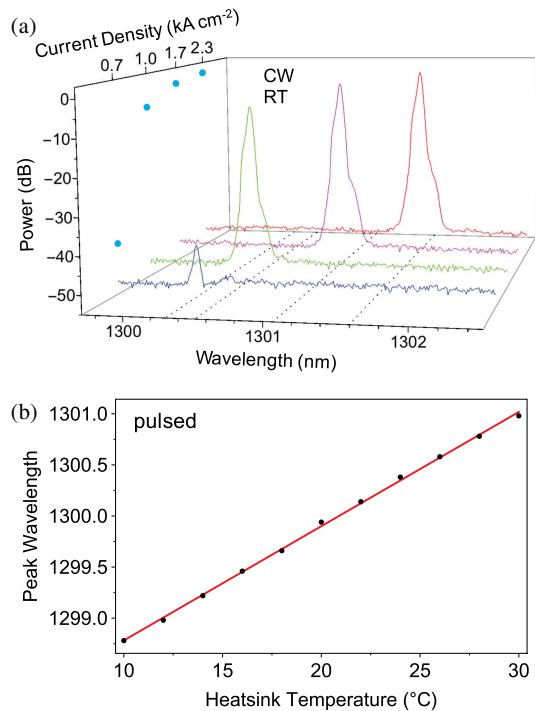 (a)
Current Density (kA cm-2)
0.7 1.0 1.7 2.3
CW
RT
0
−10
−20
−30
−40
−50
Power (dB)
1300 1301 1302
Wavelength (nm)
(b)
pulsed
1301.0
1300.5
1300.0
1299.5
1299.0
Peak Wavelength
10 15 20 25 30
Heatsink Temperature (°C)